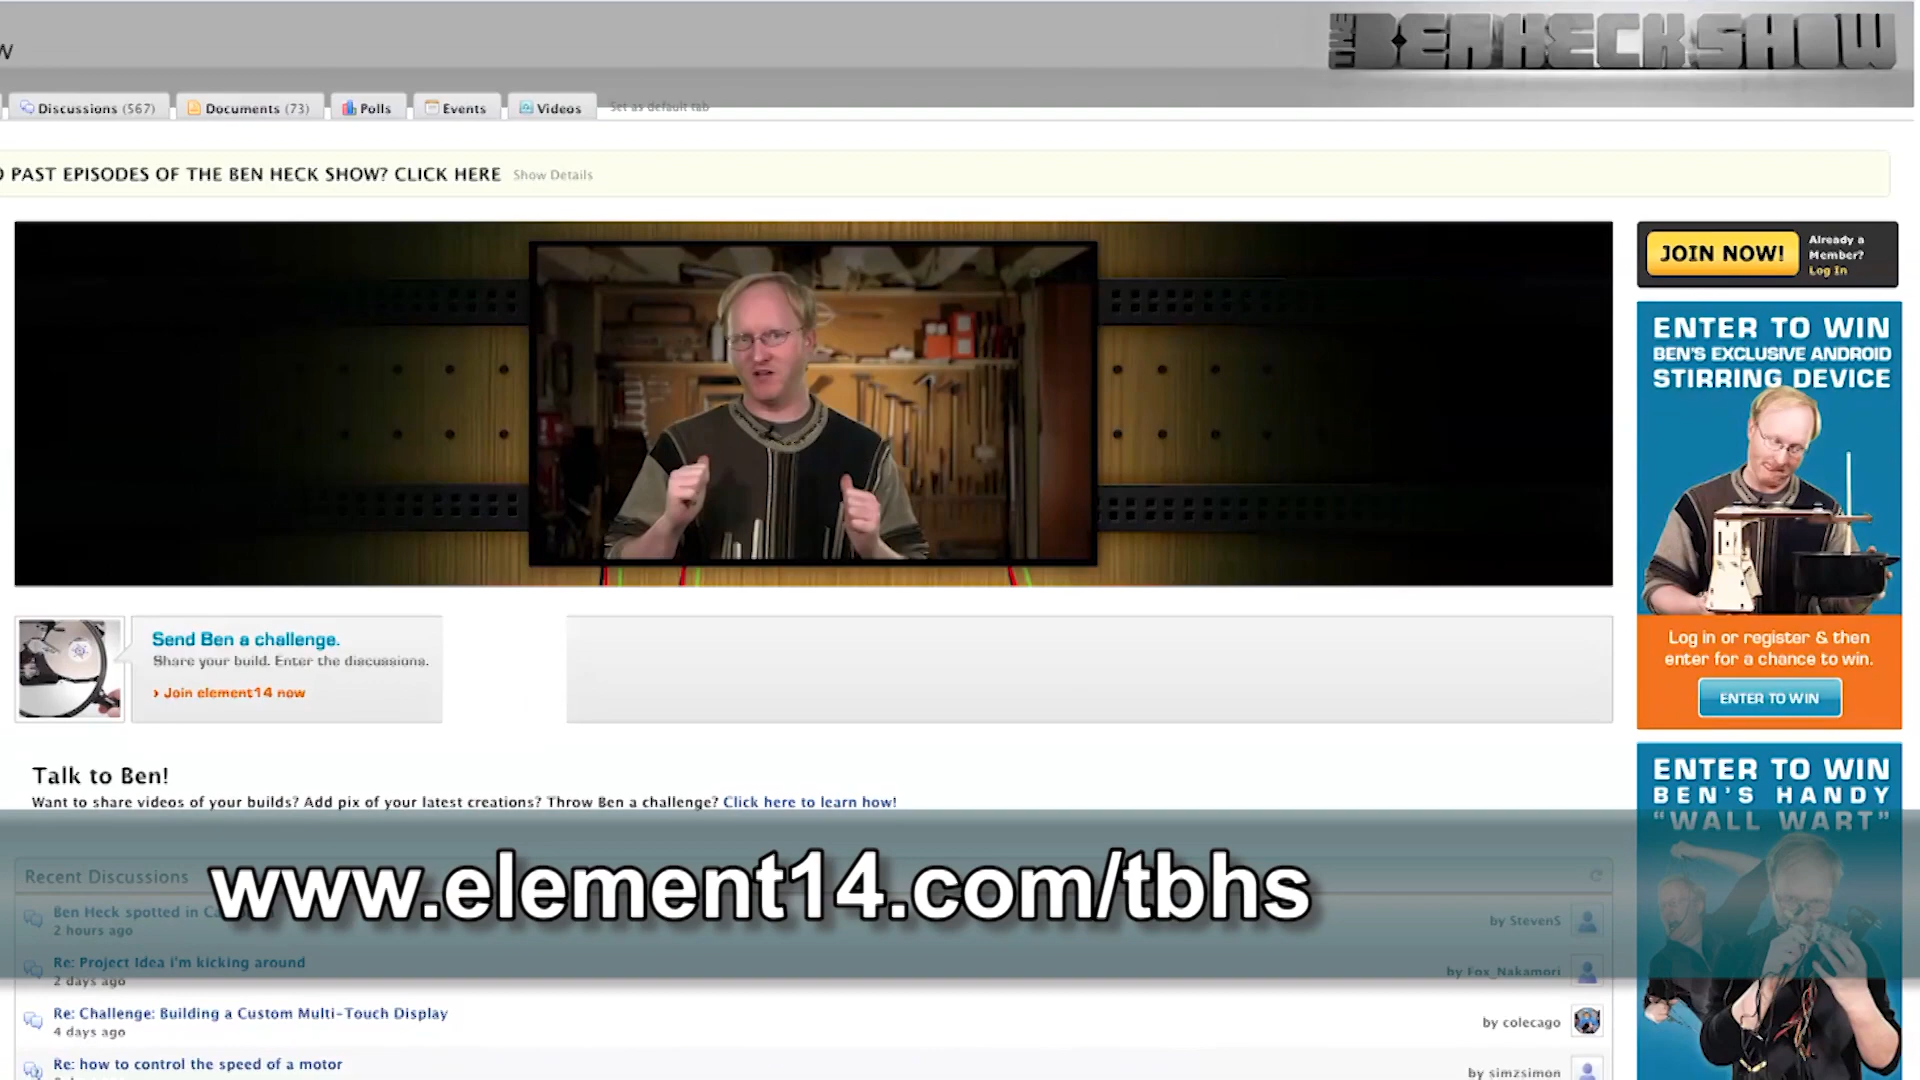 W
THE BEN HECK SHOW
Discussions (567)
Documents (73)
Polls
Events
Videos
Set as default tab
PAST EPISODES OF THE BEN HECK SHOW? CLICK HERE Show Details
JOIN NOW!
Already a
Member?
Log In
ENTER TO WIN
BEN'S EXCLUSIVE ANDROID
STIRRING DEVICE
Log in or register & then
enter for a chance to win.
ENTER TO WIN
Send Ben a challenge.
Share your build. Enter the discussions.
› Join element14 now
Talk to Ben!
Want to share videos of your builds? Add pix of your latest creations? Throw Ben a challenge? Click here to learn how!
ENTER TO WIN
BEN'S HANDY
"WALL WART"
www.element14.com/tbhs
Recent Discussions
Ben Heck spotted in
2 hours ago
by StevenS
Re: Project Idea i'm kicking around
2 days ago
by Fox_Nakamori
Re: Challenge: Building a Custom Multi-Touch Display
4 days ago
by colecago
Re: how to control the speed of a motor
by simzsimon